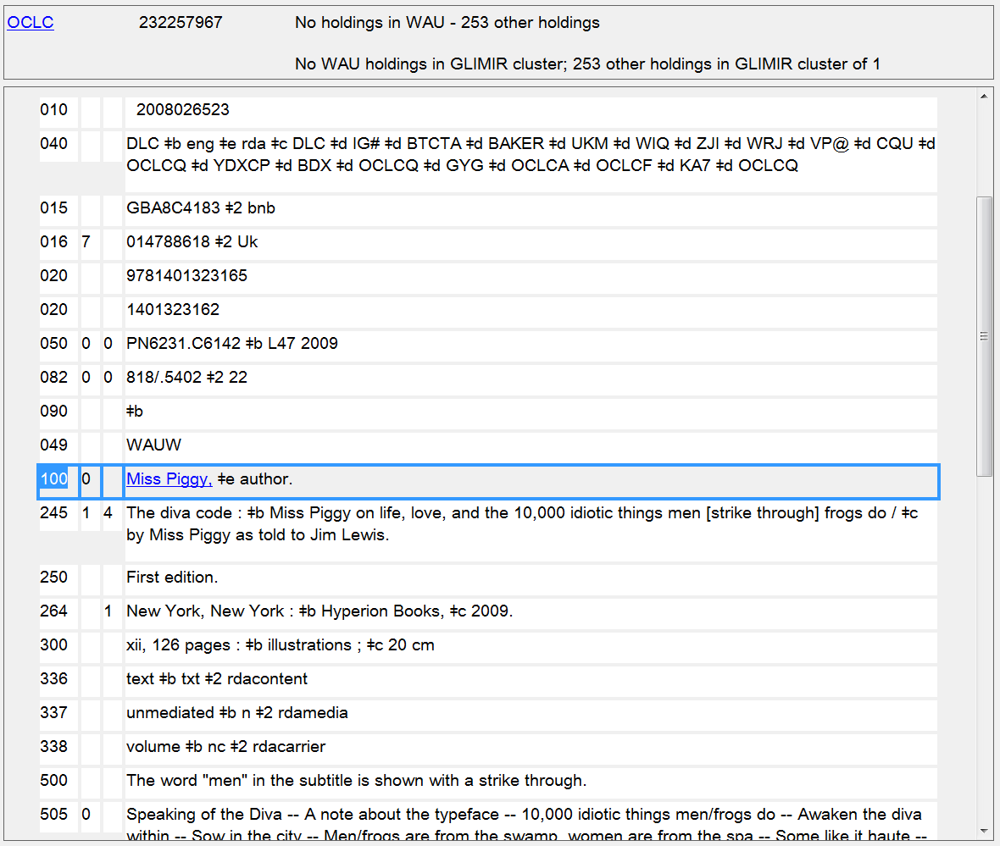 OCLC 232257967 No holdings in WAU - 253 other holdings
No WAU holdings in GLIMIR cluster; 253 other holdings in GLIMIR cluster of 1
010 2008026523
040 DLC ǂb eng ǂe rda ǂc DLC ǂd IG# ǂd BTCTA ǂd BAKER ǂd UKM ǂd WIQ ǂd ZJI ǂd WRJ ǂd VP@ ǂd CQU ǂd
OCLCQ ǂd YDXCP ǂd BDX ǂd OCLCQ ǂd GYG ǂd OCLCA ǂd OCLCF ǂd KA7 ǂd OCLCQ
015 GBA8C4183 ǂ2 bnb
016 7 014788618 ǂ2 Uk
020 9781401323165
020 1401323162
050 0 0 PN6231.C6142 ǂb L47 2009
082 0 0 818/.5402 ǂ2 22
090 ǂb
049 WAUW
100 0 Miss Piggy, ǂe author.
245 1 4 The diva code : ǂb Miss Piggy on life, love, and the 10,000 idiotic things men [strike through] frogs do / ǂc
by Miss Piggy as told to Jim Lewis.
250 First edition.
264 1 New York, New York : ǂb Hyperion Books, ǂc 2009.
300 xii, 126 pages : ǂb illustrations ; ǂc 20 cm
336 text ǂb txt ǂ2 rdacontent
337 unmediated ǂb n ǂ2 rdamedia
338 volume ǂb nc ǂ2 rdacarrier
500 The word "men" in the subtitle is shown with a strike through.
505 0 Speaking of the Diva -- A note about the typeface -- 10,000 idiotic things men/frogs do -- Awaken the diva
within -- Sow in the city -- Men/frogs are from the swamp, women are from the spa -- Some like it haute --